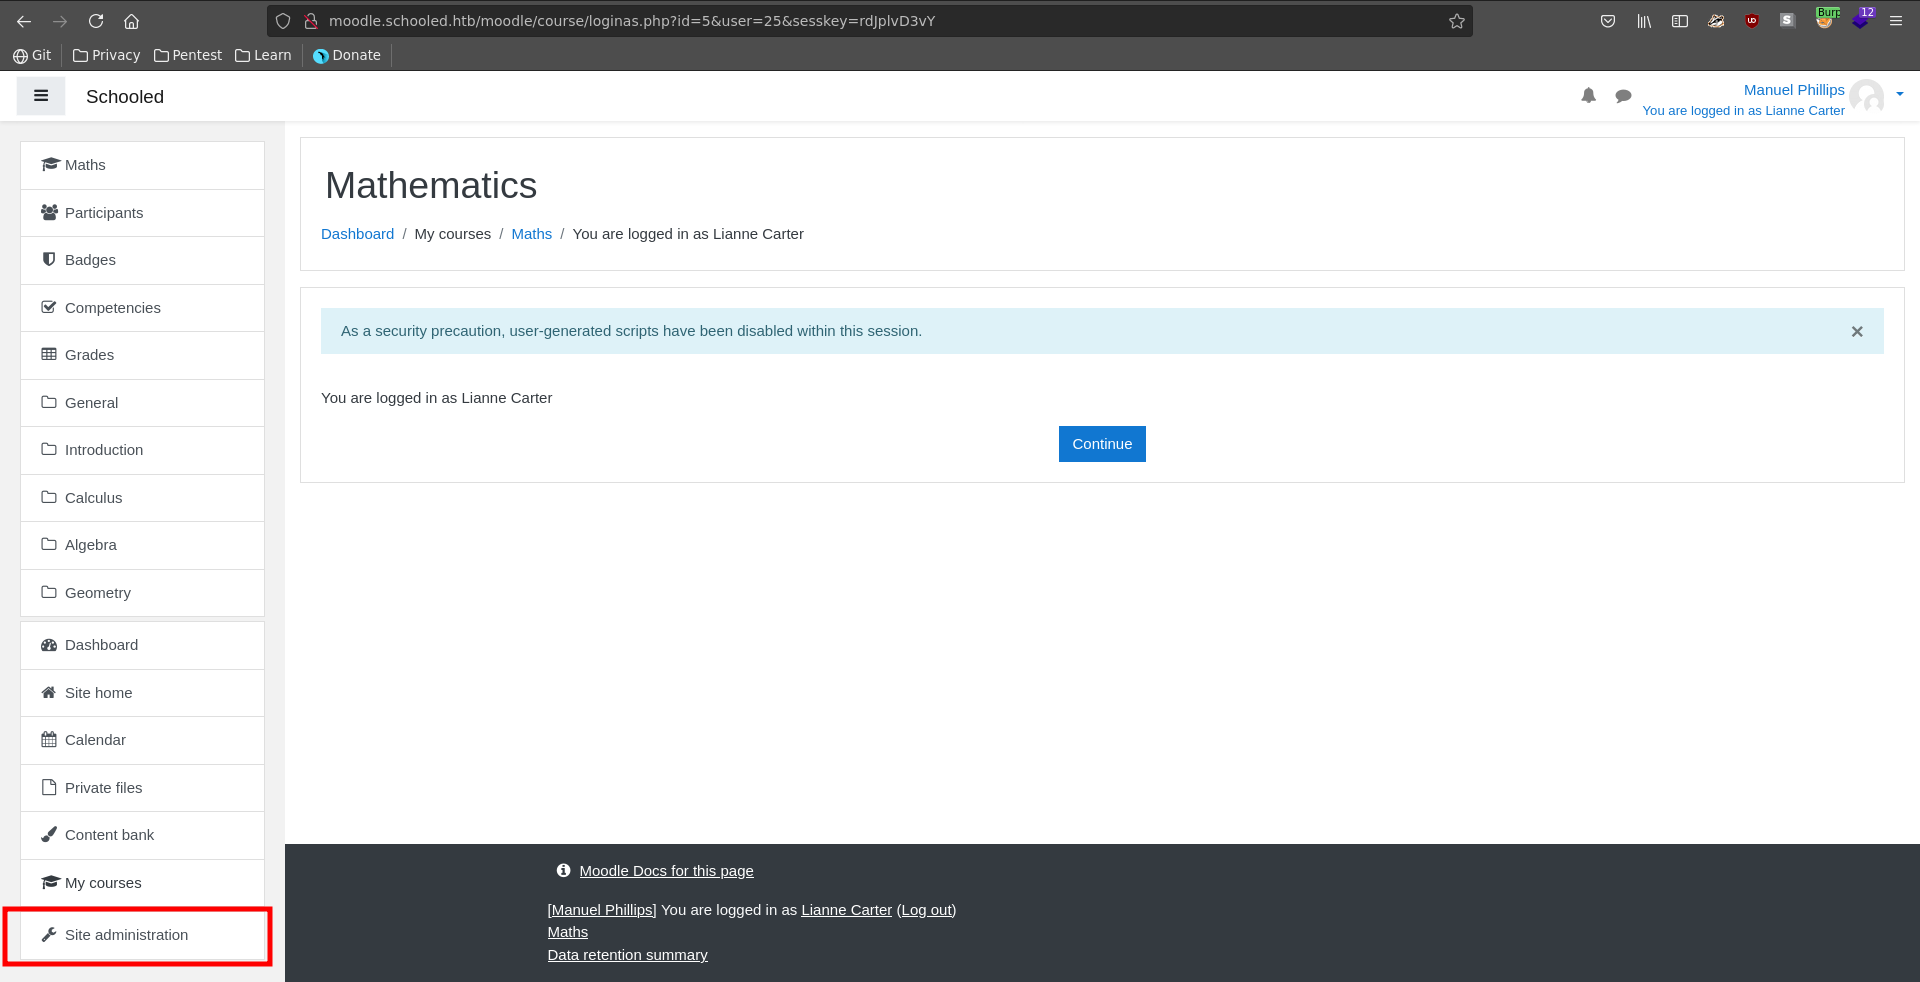 moodle.schooled.htb/moodle/course/loginas.php?id=5&user=25&sesskey=rdJplvD3vY
Burp
12
Git Privacy Pentest Learn Donate
Schooled
Manuel Phillips
You are logged in as Lianne Carter
Maths
Participants
Badges
Competencies
Grades
General
Introduction
Calculus
Algebra
Geometry
Dashboard
Site home
Calendar
Private files
Content bank
My courses
Site administration
Mathematics
Dashboard / My courses / Maths / You are logged in as Lianne Carter
As a security precaution, user-generated scripts have been disabled within this session.
You are logged in as Lianne Carter
Continue
Moodle Docs for this page
[Manuel Phillips] You are logged in as Lianne Carter (Log out)
Maths
Data retention summary